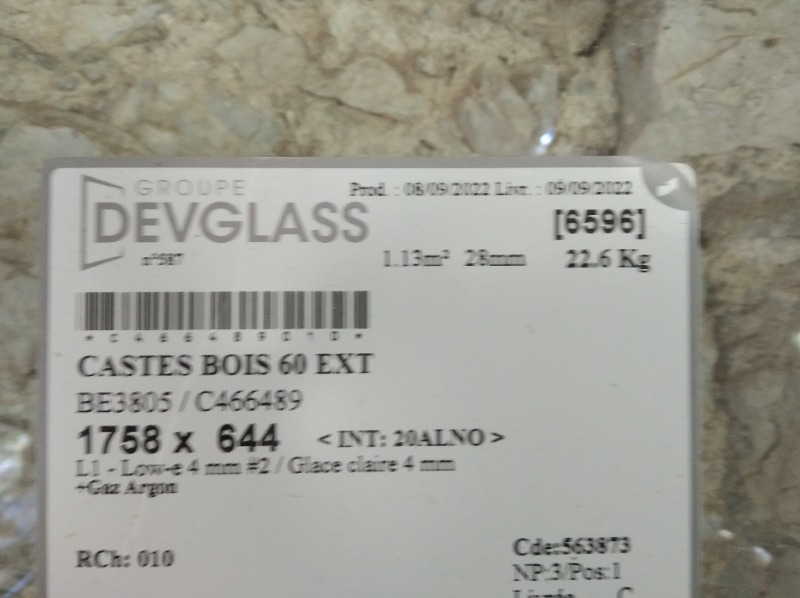 GROUPE
DEVGLASS
n°587
Prod. : 08/09/2022 Livr. : 09/09/2022
[6596]
1.13m² 28mm 22.6 Kg
*C466489010*
CASTES BOIS 60 EXT
BE3805 / C466489
1758 x 644 < INT: 20ALNO >
L1 - Low-e 4 mm #2 / Glace claire 4 mm
+Gaz Argon
RCh: 010
Cde:563873
NP:3/Pos:1